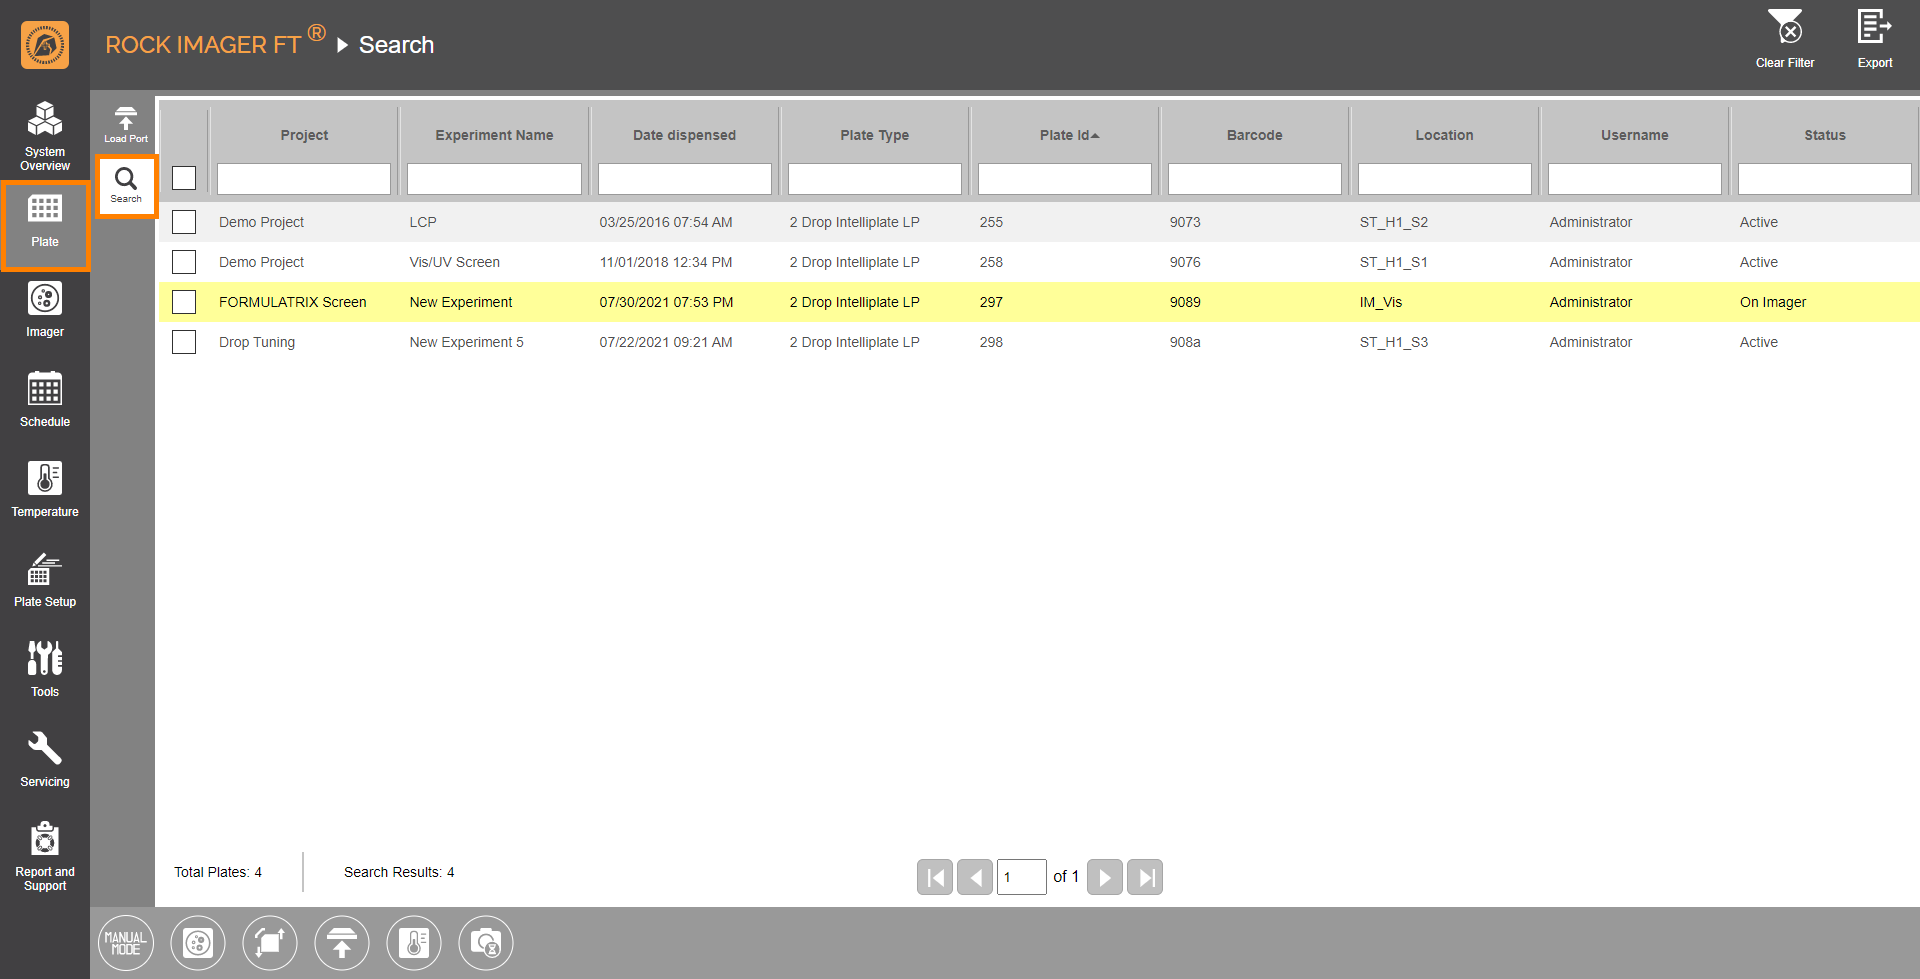 ROCK IMAGER FT ® Search
Clear Filter
Export
System
Overview
Plate
Imager
Schedule
Temperature
Plate Setup
Tools
Servicing
Report and
Support
Load Port
Search
Project Experiment Name Date dispensed Plate Type Plate Id Barcode Location Username Status
Demo Project LCP 03/25/2016 07:54 AM 2 Drop Intelliplate LP 255 9073 ST_H1_S2 Administrator Active
Demo Project Vis/UV Screen 11/01/2018 12:34 PM 2 Drop Intelliplate LP 258 9076 ST_H1_S1 Administrator Active
FORMULATRIX Screen New Experiment 07/30/2021 07:53 PM 2 Drop Intelliplate LP 297 9089 IM_Vis Administrator On Imager
Drop Tuning New Experiment 5 07/22/2021 09:21 AM 2 Drop Intelliplate LP 298 908a ST_H1_S3 Administrator Active
Total Plates: 4 Search Results: 4
1 of 1
MANUAL
MODE